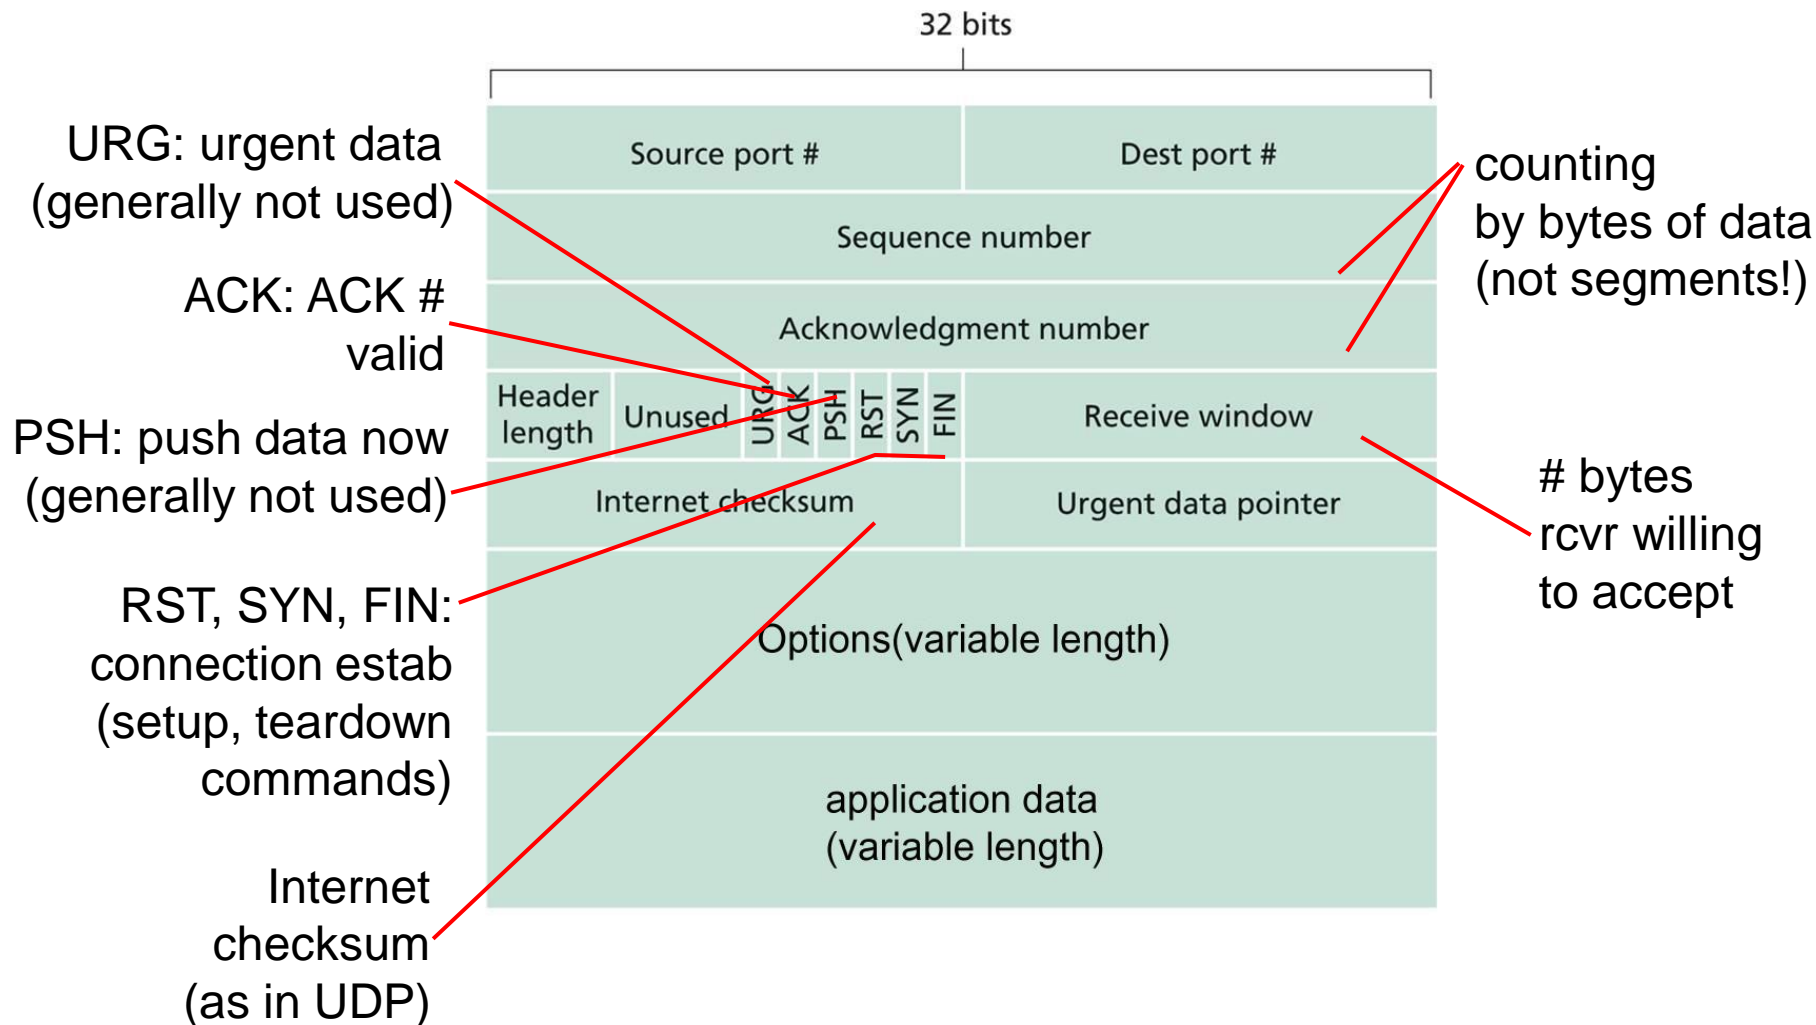 32 bits
URG: urgent data
(generally not used)
ACK: ACK #
valid
PSH: push data now
(generally not used)
RST, SYN, FIN:
connection estab
(setup, teardown
commands)
Internet
checksum
(as in UDP)
Source port #
Dest port #
Sequence number
Acknowledgment number
Header
length
Unused
URG
ACK
PSH
RST
SYN
FIN
Receive window
Internet checksum
Urgent data pointer
Options(variable length)
application data
(variable length)
counting
by bytes of data
(not segments!)
# bytes
rcvr willing
to accept